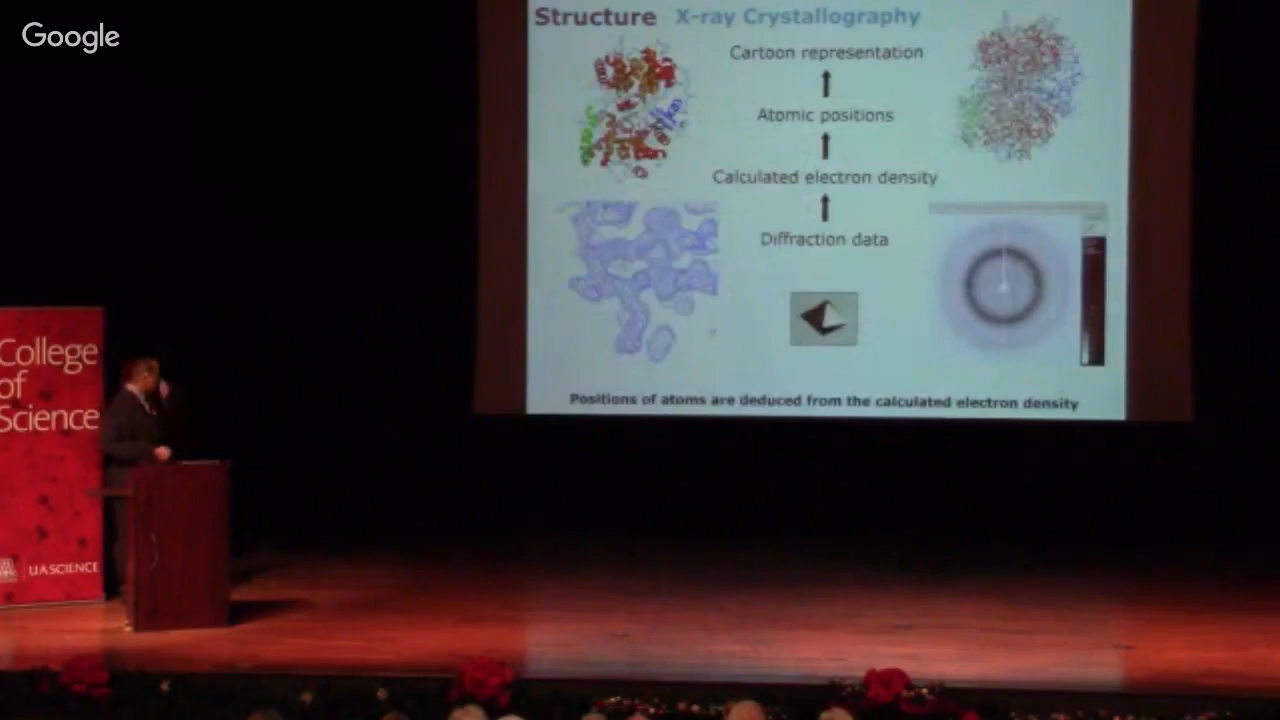 Google
Structure X-ray Crystallography
Cartoon representation
Atomic positions
Calculated electron density
Diffraction data
Positions of atoms are deduced from the calculated electron density
College
of
Science
UA SCIENCE